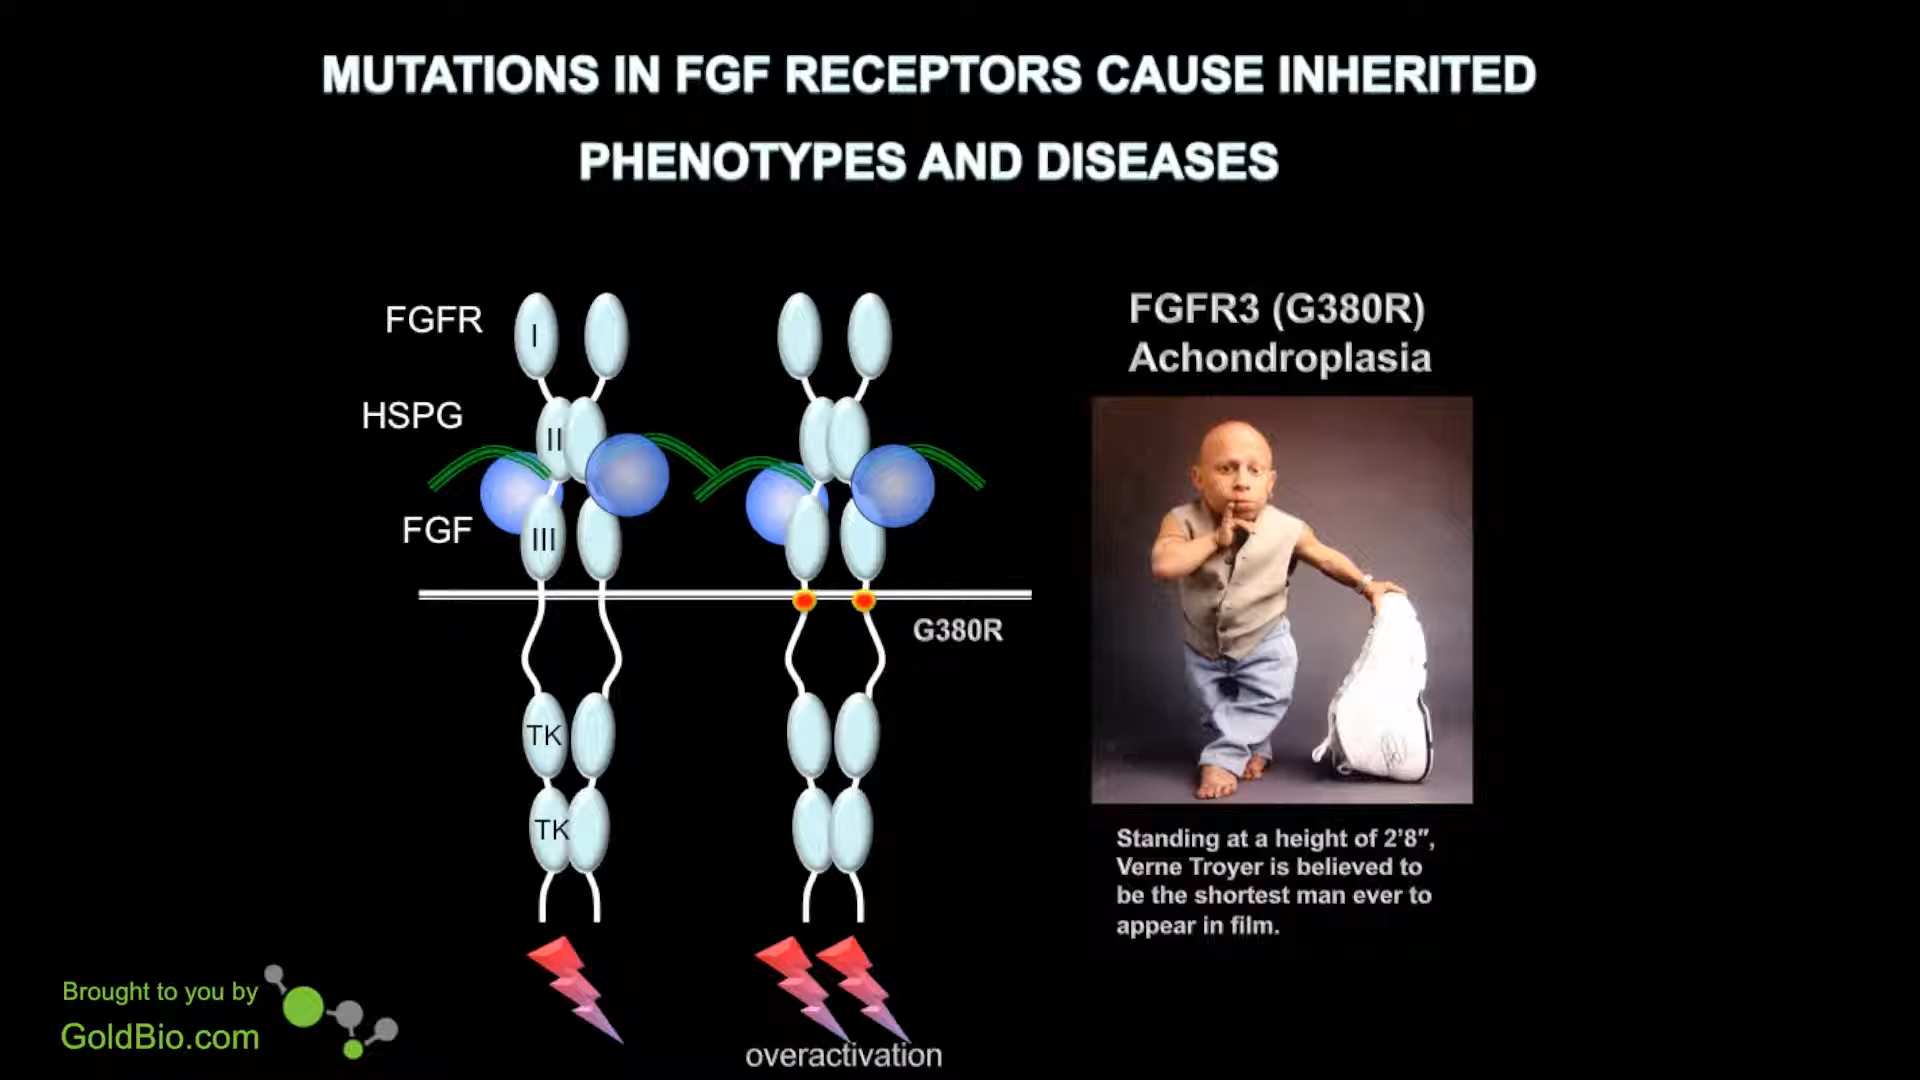 MUTATIONS IN FGF RECEPTORS CAUSE INHERITED
PHENOTYPES AND DISEASES
FGFR
I
HSPG
II
FGF
III
G380R
TK
TK
overactivation
FGFR3 (G380R)
Achondroplasia
Standing at a height of 2'8",
Verne Troyer is believed to
be the shortest man ever to
appear in film.
Brought to you by
GoldBio.com